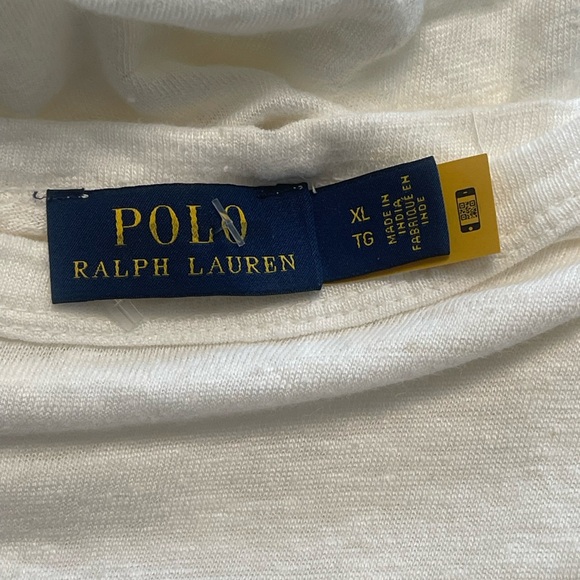 POLO
RALPH LAUREN
XL
TG
MADE IN
INDIA
FABRIQUÉ EN
INDE